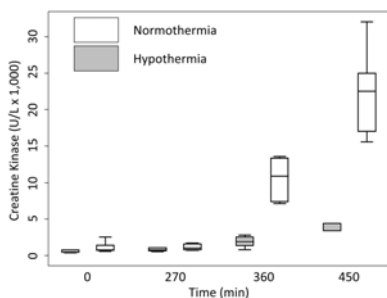 Normothermia
Hypothermia
Creatine Kinase (U/L x 1,000)
30
25
20
15
10
5
0
0 270 360 450
Time (min)